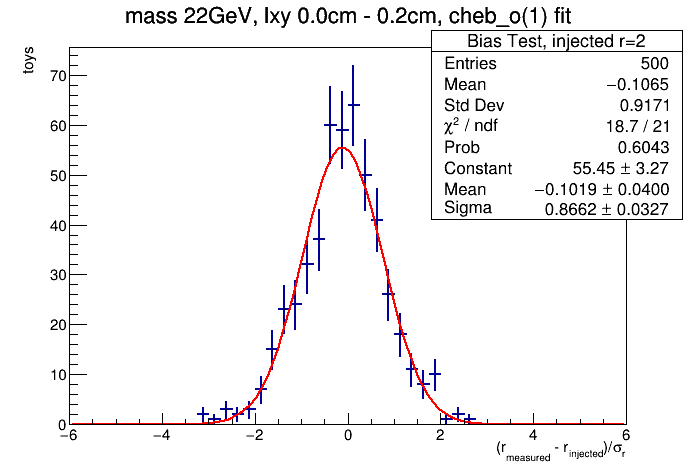 mass 22GeV, lxy 0.0cm - 0.2cm, cheb_o(1) fit
Bias Test, injected r=2
Entries 500
Mean −0.1065
Std Dev 0.9171
χ² / ndf 18.7 / 21
Prob 0.6043
Constant 55.45 ± 3.27
Mean −0.1019 ± 0.0400
Sigma 0.8662 ± 0.0327
toys
70
60
50
40
30
20
10
0
−6 −4 −2 0 2 4 6
(r_measured - r_injected)/σ_r